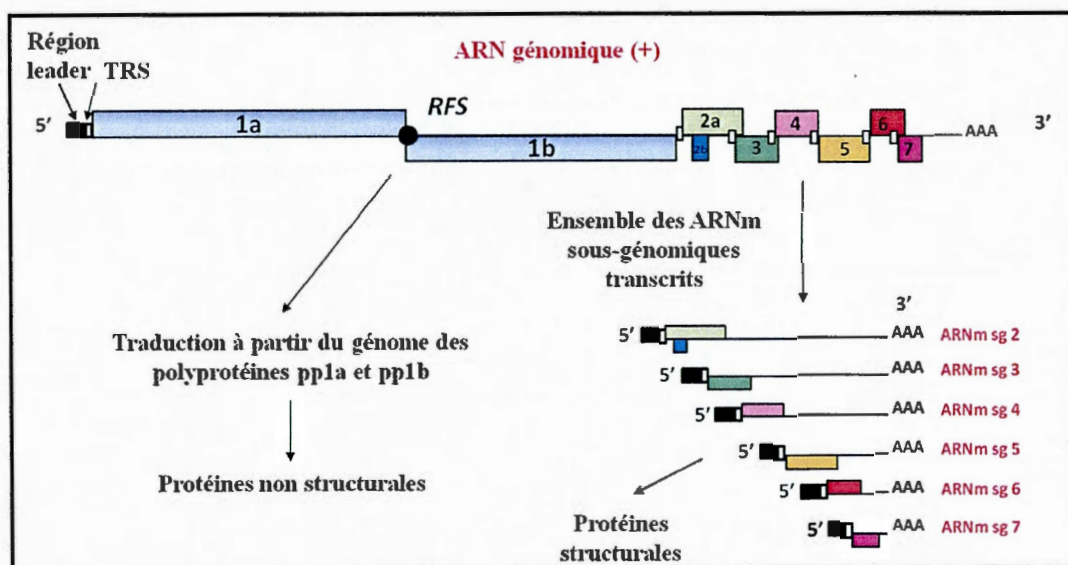 Région
leader TRS
ARN génomique (+)
5'
1a
RFS
1b
2a
2b
3
4
5
6
7
AAA
3'
Ensemble des ARNm
sous-génomiques
transcrits
Traduction à partir du génome des
polyprotéines pp1a et pp1b
Protéines non structurales
3'
5' AAA ARNm sg 2
5' AAA ARNm sg 3
5' AAA ARNm sg 4
5' AAA ARNm sg 5
5' AAA ARNm sg 6
5' AAA ARNm sg 7
Protéines
structurales